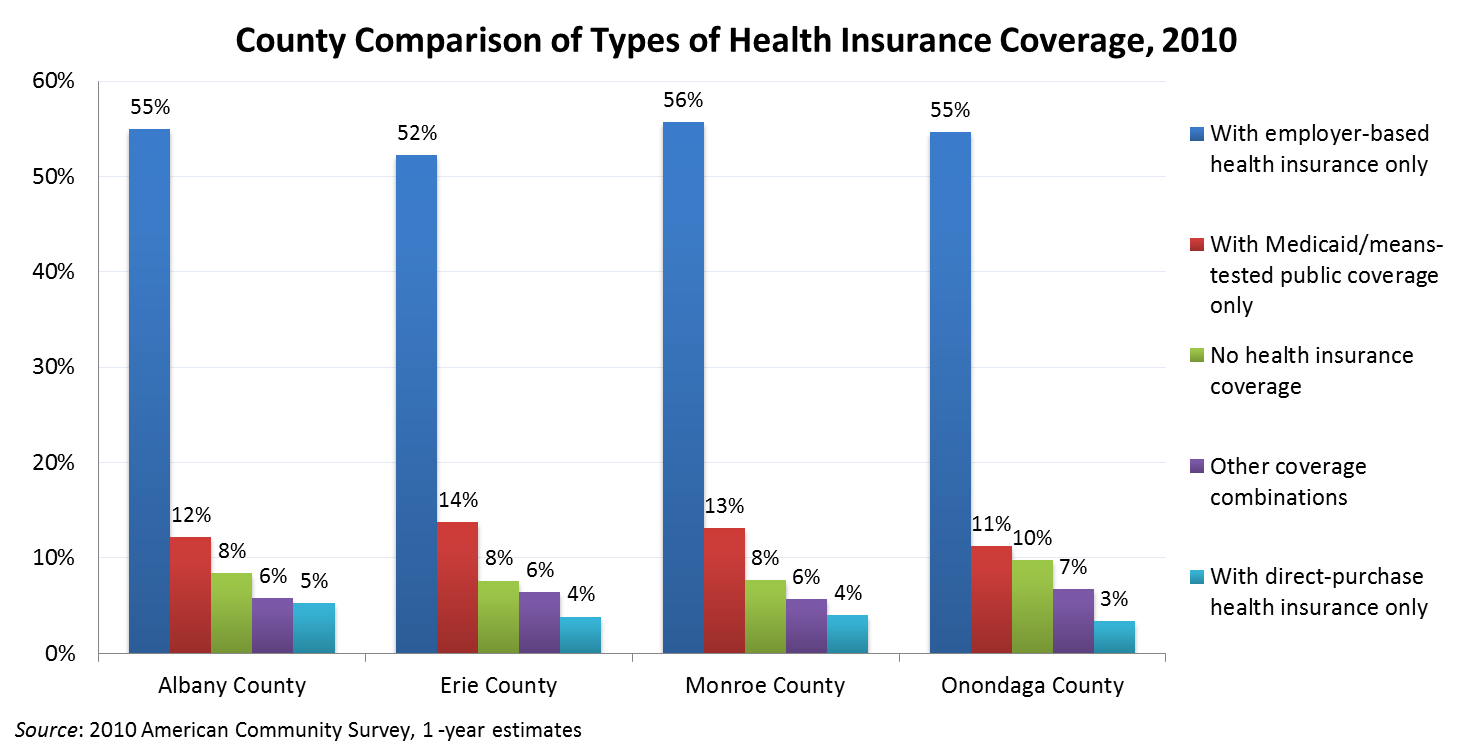 County Comparison of Types of Health Insurance Coverage, 2010
60%
50%
40%
30%
20%
10%
0%
55%
12%
8%
6%
5%
52%
14%
8%
6%
4%
56%
13%
8%
6%
4%
55%
11%
10%
7%
3%
Albany County
Erie County
Monroe County
Onondaga County
With employer-based
health insurance only
With Medicaid/means-
tested public coverage
only
No health insurance
coverage
Other coverage
combinations
With direct-purchase
health insurance only
Source: 2010 American Community Survey, 1 -year estimates